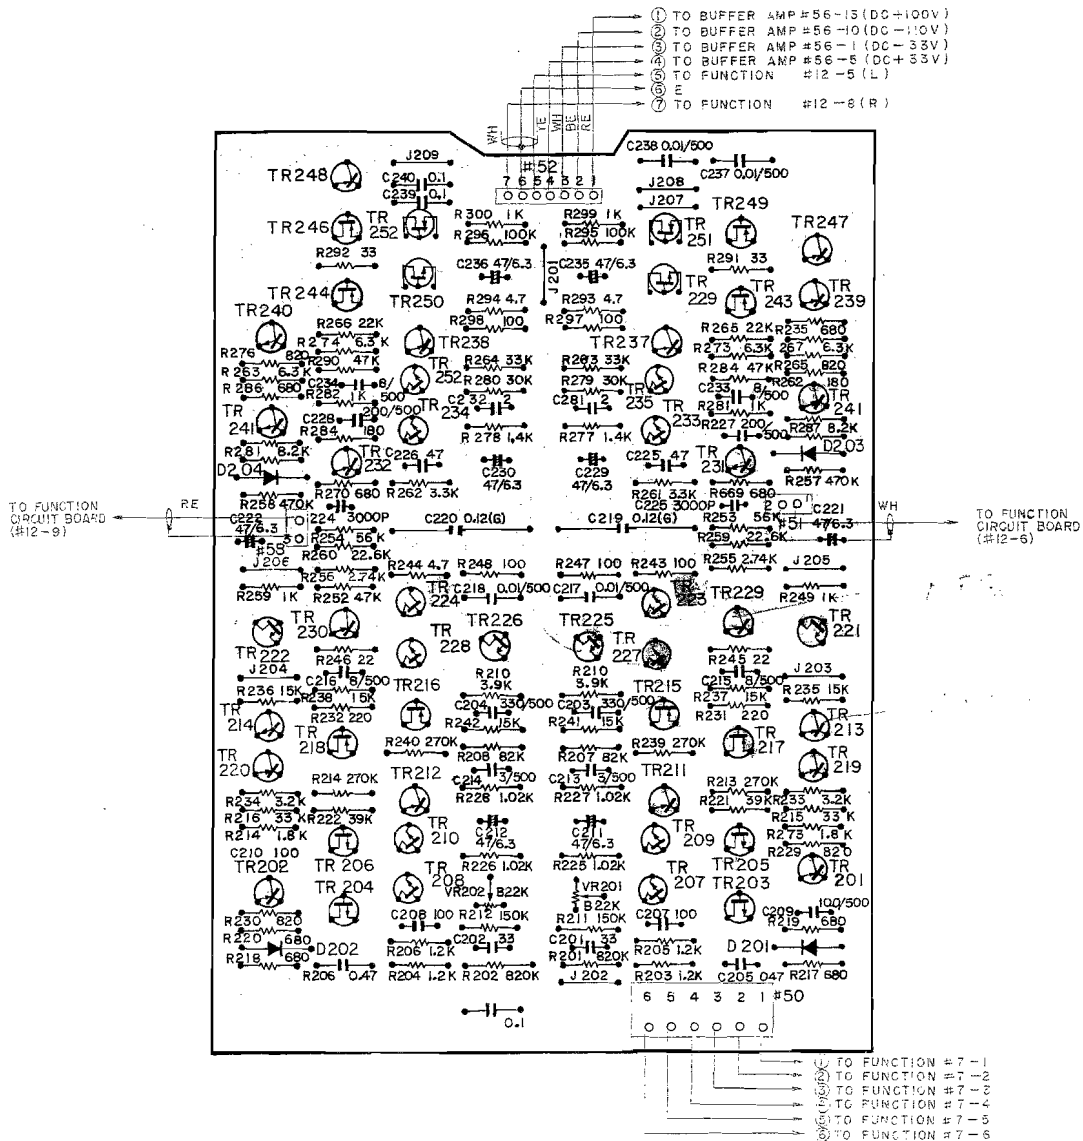 ① TO BUFFER AMP #56-13 (DC+100V)
② TO BUFFER AMP #56-10 (DC-110V)
③ TO BUFFER AMP #56-1 (DC-33V)
④ TO BUFFER AMP #56-5 (DC+33V)
⑤ TO FUNCTION #12-5 (L)
⑥ E
⑦ TO FUNCTION #12-8 (R)
WH YE WH BE RE
#52
7 6 5 4 3 2 1
J209 C238 0.01/500
TR248 C240 0.1 C237 0.01/500
C239 0.1 J208
J207
TR246 TR 252 R300 1K R299 1K TR 251 TR249 TR247
R296 100K R295 100K
R292 33 C236 47/6.3 J201 C235 47/6.3 R291 33
TR244 TR250 TR 229 TR 243 TR 239
R294 4.7 R293 4.7
TR240 R298 100 R297 100
R266 22K TR238 TR237 R265 22K R235 680
R276 820 R274 6.3K R273 6.3K 267 6.3K
R263 6.3K R290 47K TR 252 R264 33K R283 33K R284 47K R265 820
R286 680 C234 8/500 R280 30K R279 30K TR 235 C233 8/500 R262 180
TR 241 R282 1K TR 234 C232 2 C281 2 R281 1K TR 241
C228 200/500 TR 233 R227 200/500
R281 8.2K R284 180 R278 1.4K R277 1.4K R287 8.2K
D204 TR 232 C226 47 C230 47/6.3 C229 47/6.3 C225 47 TR 231 D203
R270 680 R262 3.3K R261 3.3K R669 680 R257 470K
RE R258 470K C225 3000P 2 #51 WH
TO FUNCTION CIRCUIT BOARD (#12-9)
C222 47/6.3 224 3000P C220 0.12(G) C219 0.12(G) R253 56K C221 47/6.3
TO FUNCTION CIRCUIT BOARD (#12-6)
#58 3 R254 56K R259 22.6K
J206 R260 22.6K R255 2.74K J205
R256 2.74K R244 4.7 R248 100 R247 100 R243 100
R259 1K R252 47K TR 224 C218 0.01/500 C217 0.01/500 TR229 R249 1K
TR 222 TR 230 TR 228 TR226 TR225 TR 227 TR 221
J204 R246 22 R210 3.9K R210 3.9K R245 22 J203
R236 15K C216 8/500 TR216 C204 330/500 C203 330/500 TR215 C215 8/500 R235 15K
R238 15K R242 15K R241 15K R237 15K
TR 214 R232 220 R231 220 TR 213
TR 218 R240 270K R208 82K R207 82K R239 270K TR 217
TR 220 R214 270K TR212 C214 3/500 C213 3/500 TR211 R213 270K TR 219
R228 1.02K R227 1.02K
R234 3.2K R221 39K R233 3.2K
R216 33K R222 39K TR 210 C212 47/6.3 C211 47/6.3 TR 209 R215 33K
R214 1.8K R273 1.8K
C210 100 TR 206 R226 1.02K R225 1.02K TR205 R229 820
TR202 TR 204 TR 208 VR202 B22K VR201 B22K TR 207 TR203 TR 201
R230 820 C208 100 R212 150K R211 150K C207 100 C209 100/500
R220 680 R206 1.2K C202 33 C201 33 R205 1.2K R219 680
R218 680 D202 R201 820K D201
R206 0.47 R204 1.2K R202 820K J202 R203 1.2K C205 047 R217 680
0.1
6 5 4 3 2 1 #50
① TO FUNCTION #7-1
② TO FUNCTION #7-2
③ TO FUNCTION #7-3
④ TO FUNCTION #7-4
⑤ TO FUNCTION #7-5
⑥ TO FUNCTION #7-6